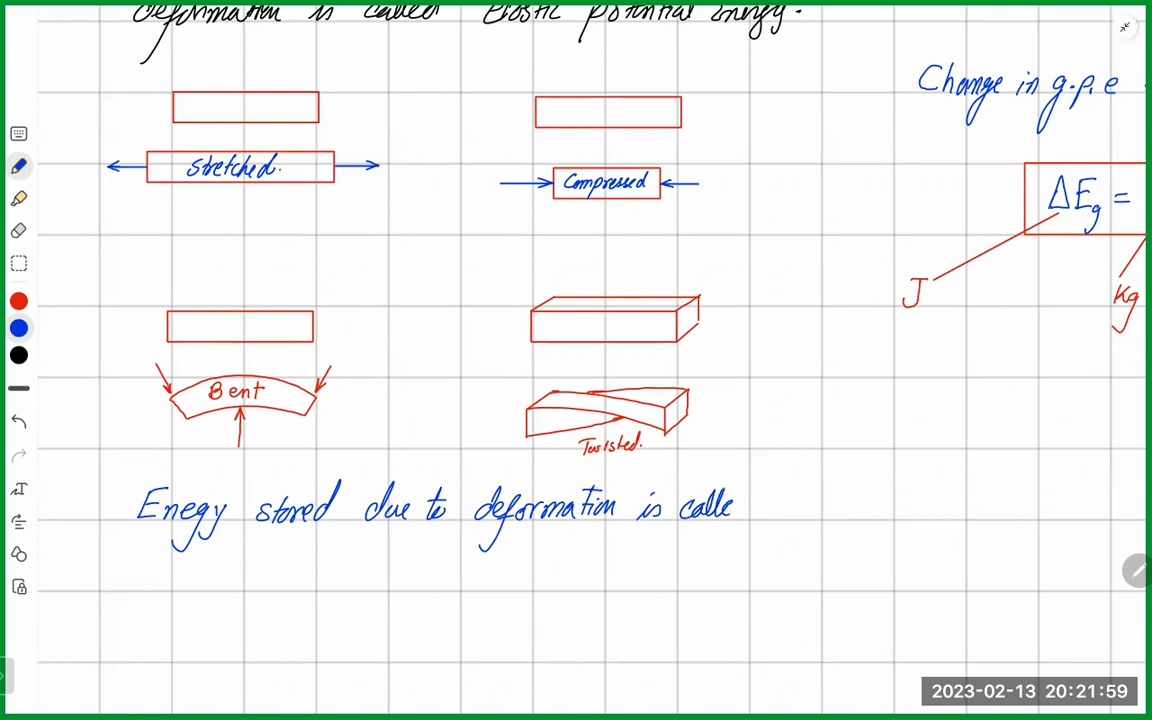 deformation is called Elastic potential Energy.
Change in g.p.e
Stretched.
Compressed
ΔEg =
J
Kg
Bent
Twisted.
Enegy stored due to deformation is calle
2023-02-13 20:21:59